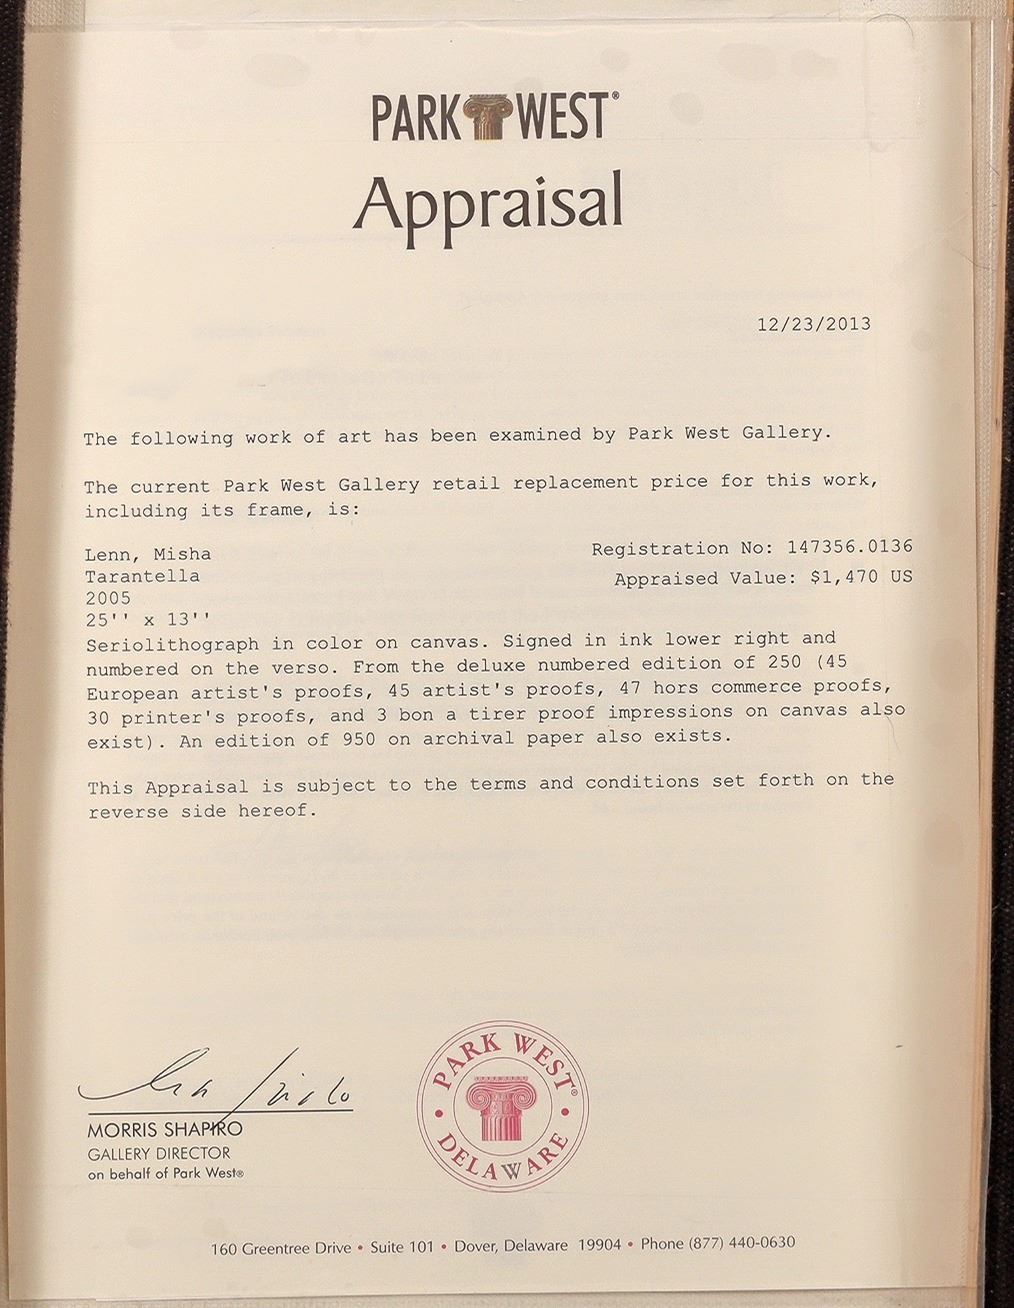 PARK WEST®
Appraisal
12/23/2013
The following work of art has been examined by Park West Gallery.
The current Park West Gallery retail replacement price for this work,
including its frame, is:
Lenn, Misha
Registration No: 147356.0136
Tarantella
Appraised Value: $1,470 US
2005
25'' x 13''
Seriolithograph in color on canvas. Signed in ink lower right and
numbered on the verso. From the deluxe numbered edition of 250 (45
European artist's proofs, 45 artist's proofs, 47 hors commerce proofs,
30 printer's proofs, and 3 bon a tirer proof impressions on canvas also
exist). An edition of 950 on archival paper also exists.
This Appraisal is subject to the terms and conditions set forth on the
reverse side hereof.
MORRIS SHAPIRO
GALLERY DIRECTOR
on behalf of Park West®
PARK WEST®
• DELAWARE •
160 Greentree Drive • Suite 101 • Dover, Delaware 19904 • Phone (877) 440-0630